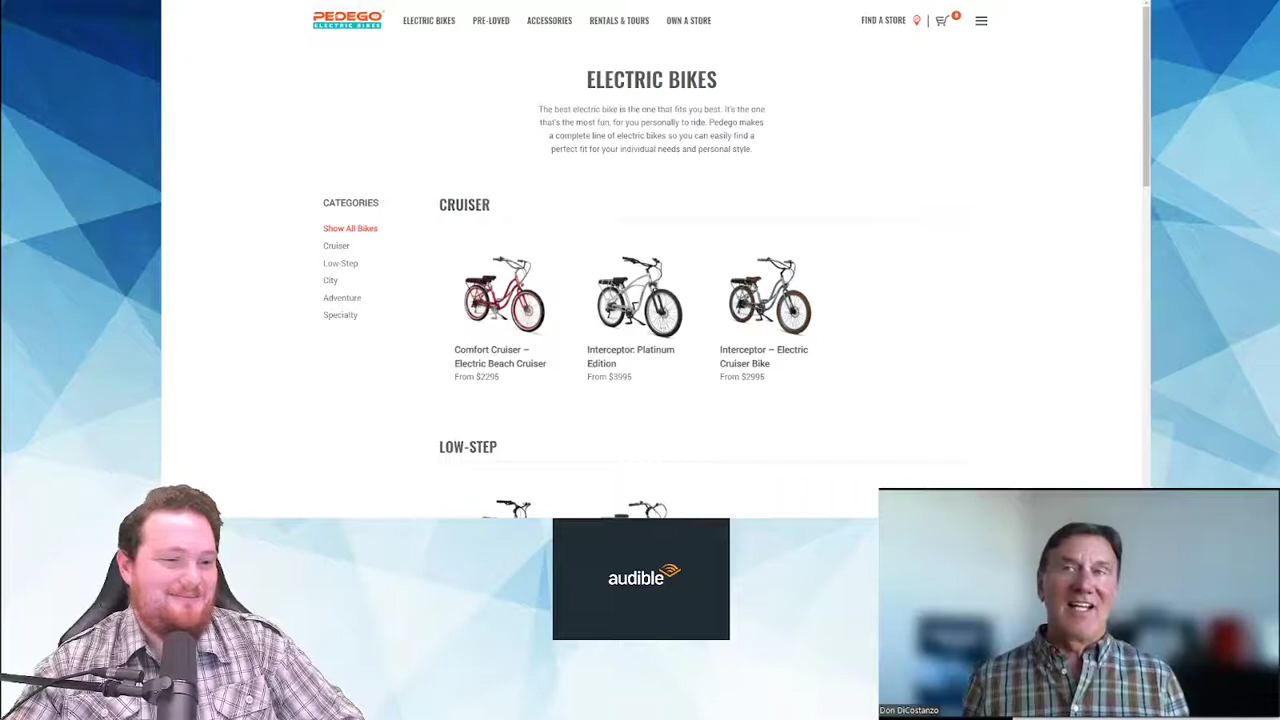 PEDEGO
ELECTRIC BIKES
ELECTRIC BIKES
PRE-LOVED
ACCESSORIES
RENTALS & TOURS
OWN A STORE
FIND A STORE
0
ELECTRIC BIKES
The best electric bike is the one that fits you best. It's the one
that's the most fun, for you personally to ride. Pedego makes
a complete line of electric bikes so you can easily find a
perfect fit for your individual needs and personal style.
CATEGORIES
Show All Bikes
Cruiser
Low-Step
City
Adventure
Specialty
CRUISER
Comfort Cruiser –
Electric Beach Cruiser
From $2295
Interceptor: Platinum
Edition
From $3995
Interceptor – Electric
Cruiser Bike
From $2995
LOW-STEP
audible
Don DiCostanzo